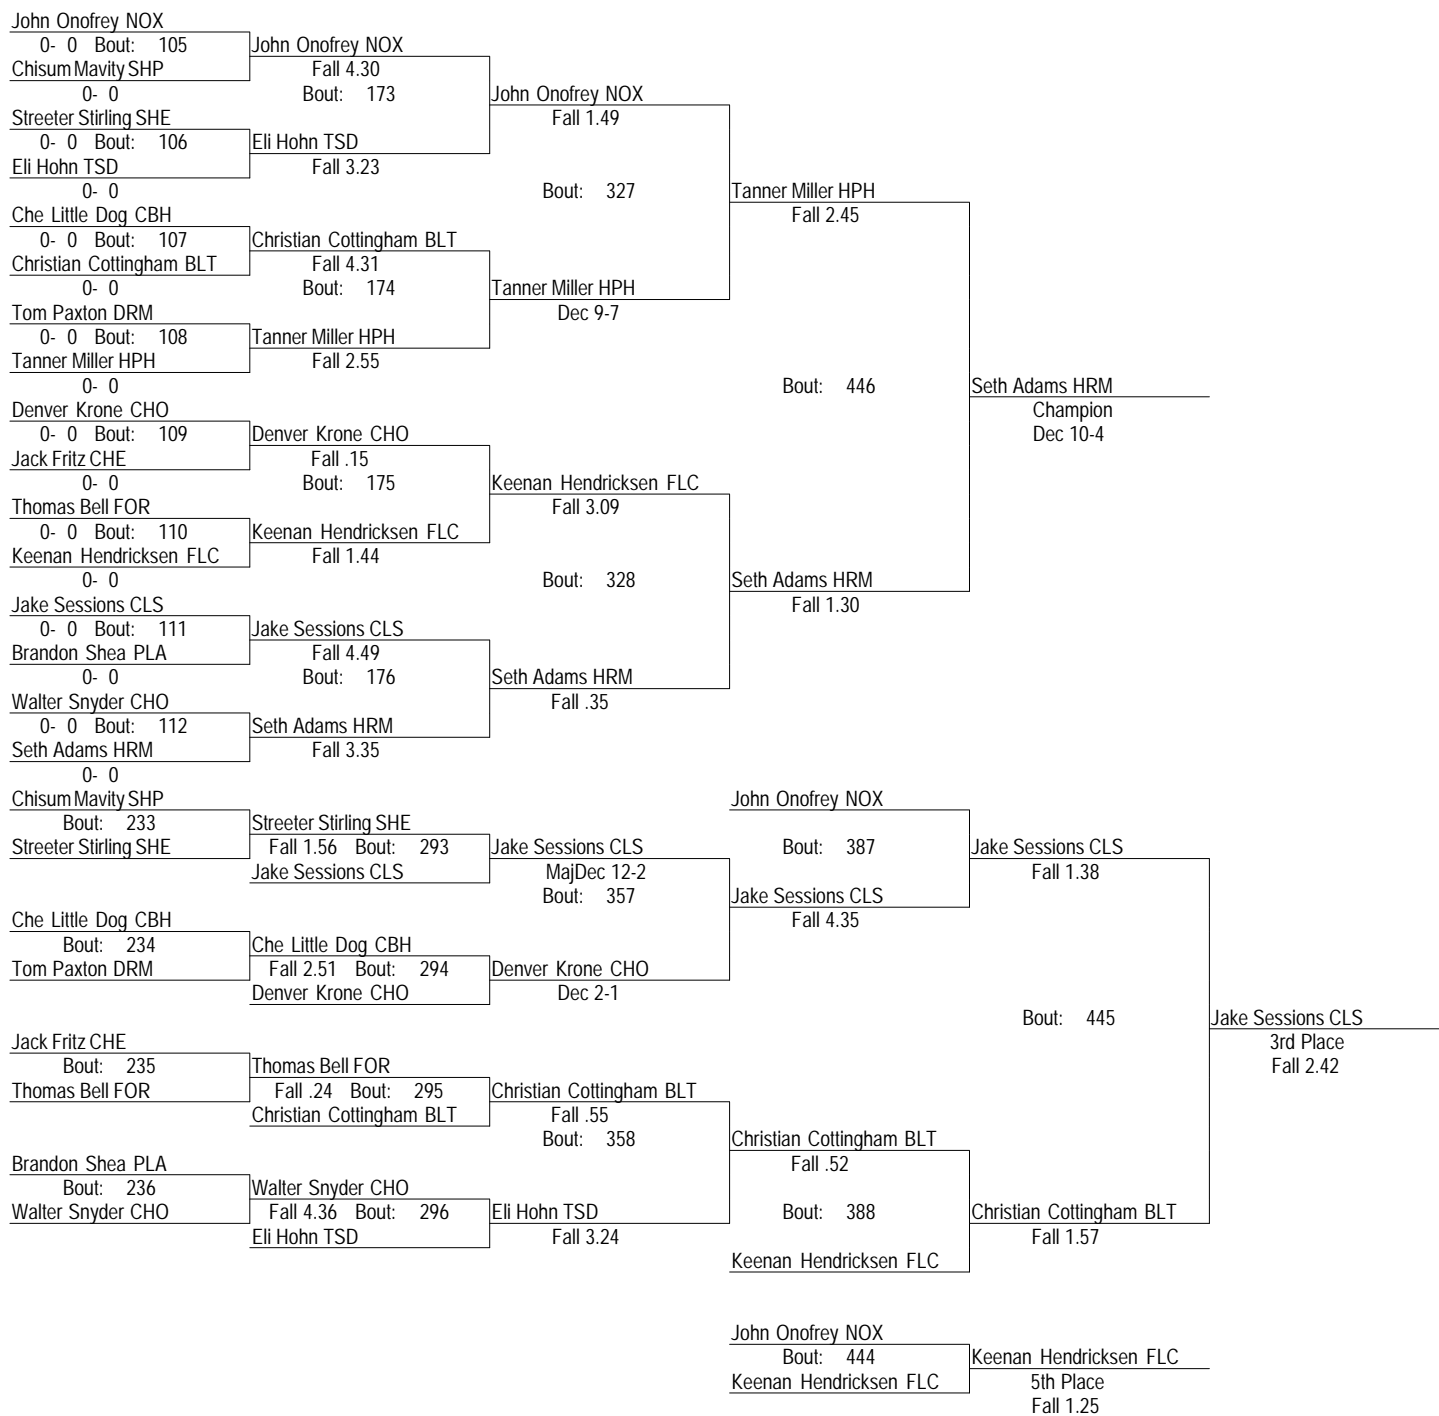 John Onofrey NOX
0- 0 Bout: 105
John Onofrey NOX
Chisum Mavity SHP
Fall 4.30
0- 0
Bout: 173
John Onofrey NOX
Streeter Stirling SHE
Fall 1.49
0- 0 Bout: 106
Eli Hohn TSD
Eli Hohn TSD
Fall 3.23
0- 0
Bout: 327
Tanner Miller HPH
Che Little Dog CBH
Fall 2.45
0- 0 Bout: 107
Christian Cottingham BLT
Christian Cottingham BLT
Fall 4.31
0- 0
Bout: 174
Tanner Miller HPH
Tom Paxton DRM
Dec 9-7
0- 0 Bout: 108
Tanner Miller HPH
Tanner Miller HPH
Fall 2.55
0- 0
Bout: 446
Seth Adams HRM
Denver Krone CHO
Champion
0- 0 Bout: 109
Denver Krone CHO
Dec 10-4
Jack Fritz CHE
Fall .15
0- 0
Bout: 175
Keenan Hendricksen FLC
Thomas Bell FOR
Fall 3.09
0- 0 Bout: 110
Keenan Hendricksen FLC
Keenan Hendricksen FLC
Fall 1.44
0- 0
Bout: 328
Seth Adams HRM
Jake Sessions CLS
Fall 1.30
0- 0 Bout: 111
Jake Sessions CLS
Brandon Shea PLA
Fall 4.49
0- 0
Bout: 176
Seth Adams HRM
Walter Snyder CHO
Fall .35
0- 0 Bout: 112
Seth Adams HRM
Seth Adams HRM
Fall 3.35
0- 0
Chisum Mavity SHP
John Onofrey NOX
Bout: 233
Streeter Stirling SHE
Streeter Stirling SHE
Fall 1.56 Bout: 293
Jake Sessions CLS
Bout: 387
Jake Sessions CLS
Jake Sessions CLS
MajDec 12-2
Fall 1.38
Bout: 357
Jake Sessions CLS
Che Little Dog CBH
Fall 4.35
Bout: 234
Che Little Dog CBH
Tom Paxton DRM
Fall 2.51 Bout: 294
Denver Krone CHO
Denver Krone CHO
Dec 2-1
Bout: 445
Jake Sessions CLS
Jack Fritz CHE
3rd Place
Bout: 235
Thomas Bell FOR
Fall 2.42
Thomas Bell FOR
Fall .24 Bout: 295
Christian Cottingham BLT
Christian Cottingham BLT
Fall .55
Bout: 358
Christian Cottingham BLT
Brandon Shea PLA
Fall .52
Bout: 236
Walter Snyder CHO
Walter Snyder CHO
Fall 4.36 Bout: 296
Eli Hohn TSD
Bout: 388
Christian Cottingham BLT
Eli Hohn TSD
Fall 3.24
Fall 1.57
Keenan Hendricksen FLC
John Onofrey NOX
Bout: 444
Keenan Hendricksen FLC
Keenan Hendricksen FLC
5th Place
Fall 1.25